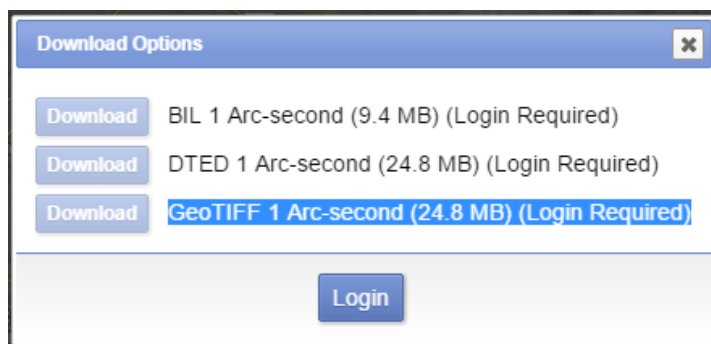 Download Options
Download BIL 1 Arc-second (9.4 MB) (Login Required)
Download DTED 1 Arc-second (24.8 MB) (Login Required)
Download GeoTIFF 1 Arc-second (24.8 MB) (Login Required)
Login